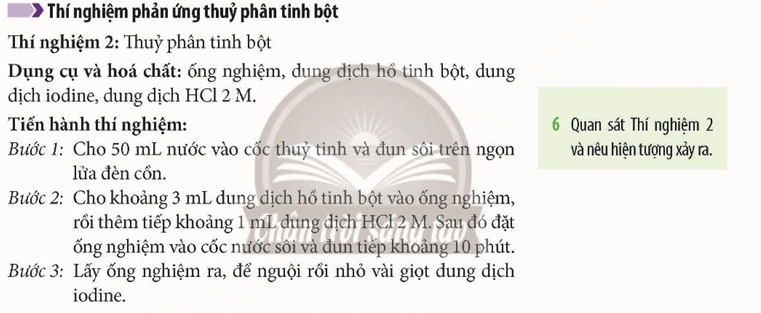 Thí nghiệm phản ứng thuỷ phân tinh bột
Thí nghiệm 2: Thuỷ phân tinh bột
Dụng cụ và hoá chất: ống nghiệm, dung dịch hồ tinh bột, dung
dịch iodine, dung dịch HCl 2 M.
Tiến hành thí nghiệm:
Bước 1: Cho 50 mL nước vào cốc thuỷ tinh và đun sôi trên ngọn
lửa đèn cồn.
Bước 2: Cho khoảng 3 mL dung dịch hồ tinh bột vào ống nghiệm,
rồi thêm tiếp khoảng 1 mL dung dịch HCl 2 M. Sau đó đặt
ống nghiệm vào cốc nước sôi và đun tiếp khoảng 10 phút.
Bước 3: Lấy ống nghiệm ra, để nguội rồi nhỏ vài giọt dung dịch
iodine.
6 Quan sát Thí nghiệm 2
và nêu hiện tượng xảy ra.
Chân trời sáng tạo